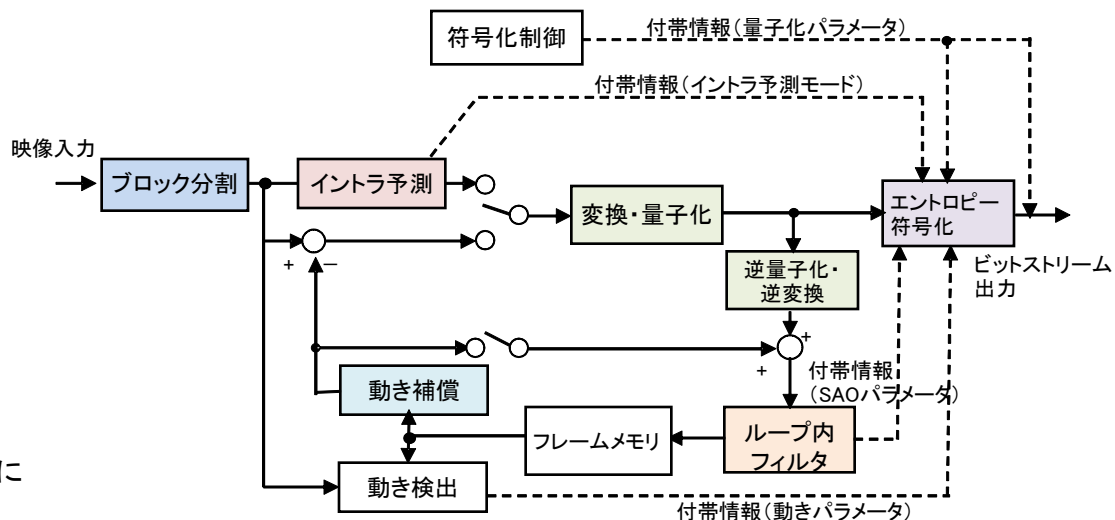 符号化制御
付帯情報(量子化パラメータ)
付帯情報(イントラ予測モード)
映像入力
ブロック分割
イントラ予測
変換・量子化
エントロピー
符号化
+
−
逆量子化・
逆変換
ビットストリーム
出力
+
+
動き補償
付帯情報
(SAOパラメータ)
フレームメモリ
ループ内
フィルタ
に
動き検出
付帯情報(動きパラメータ)